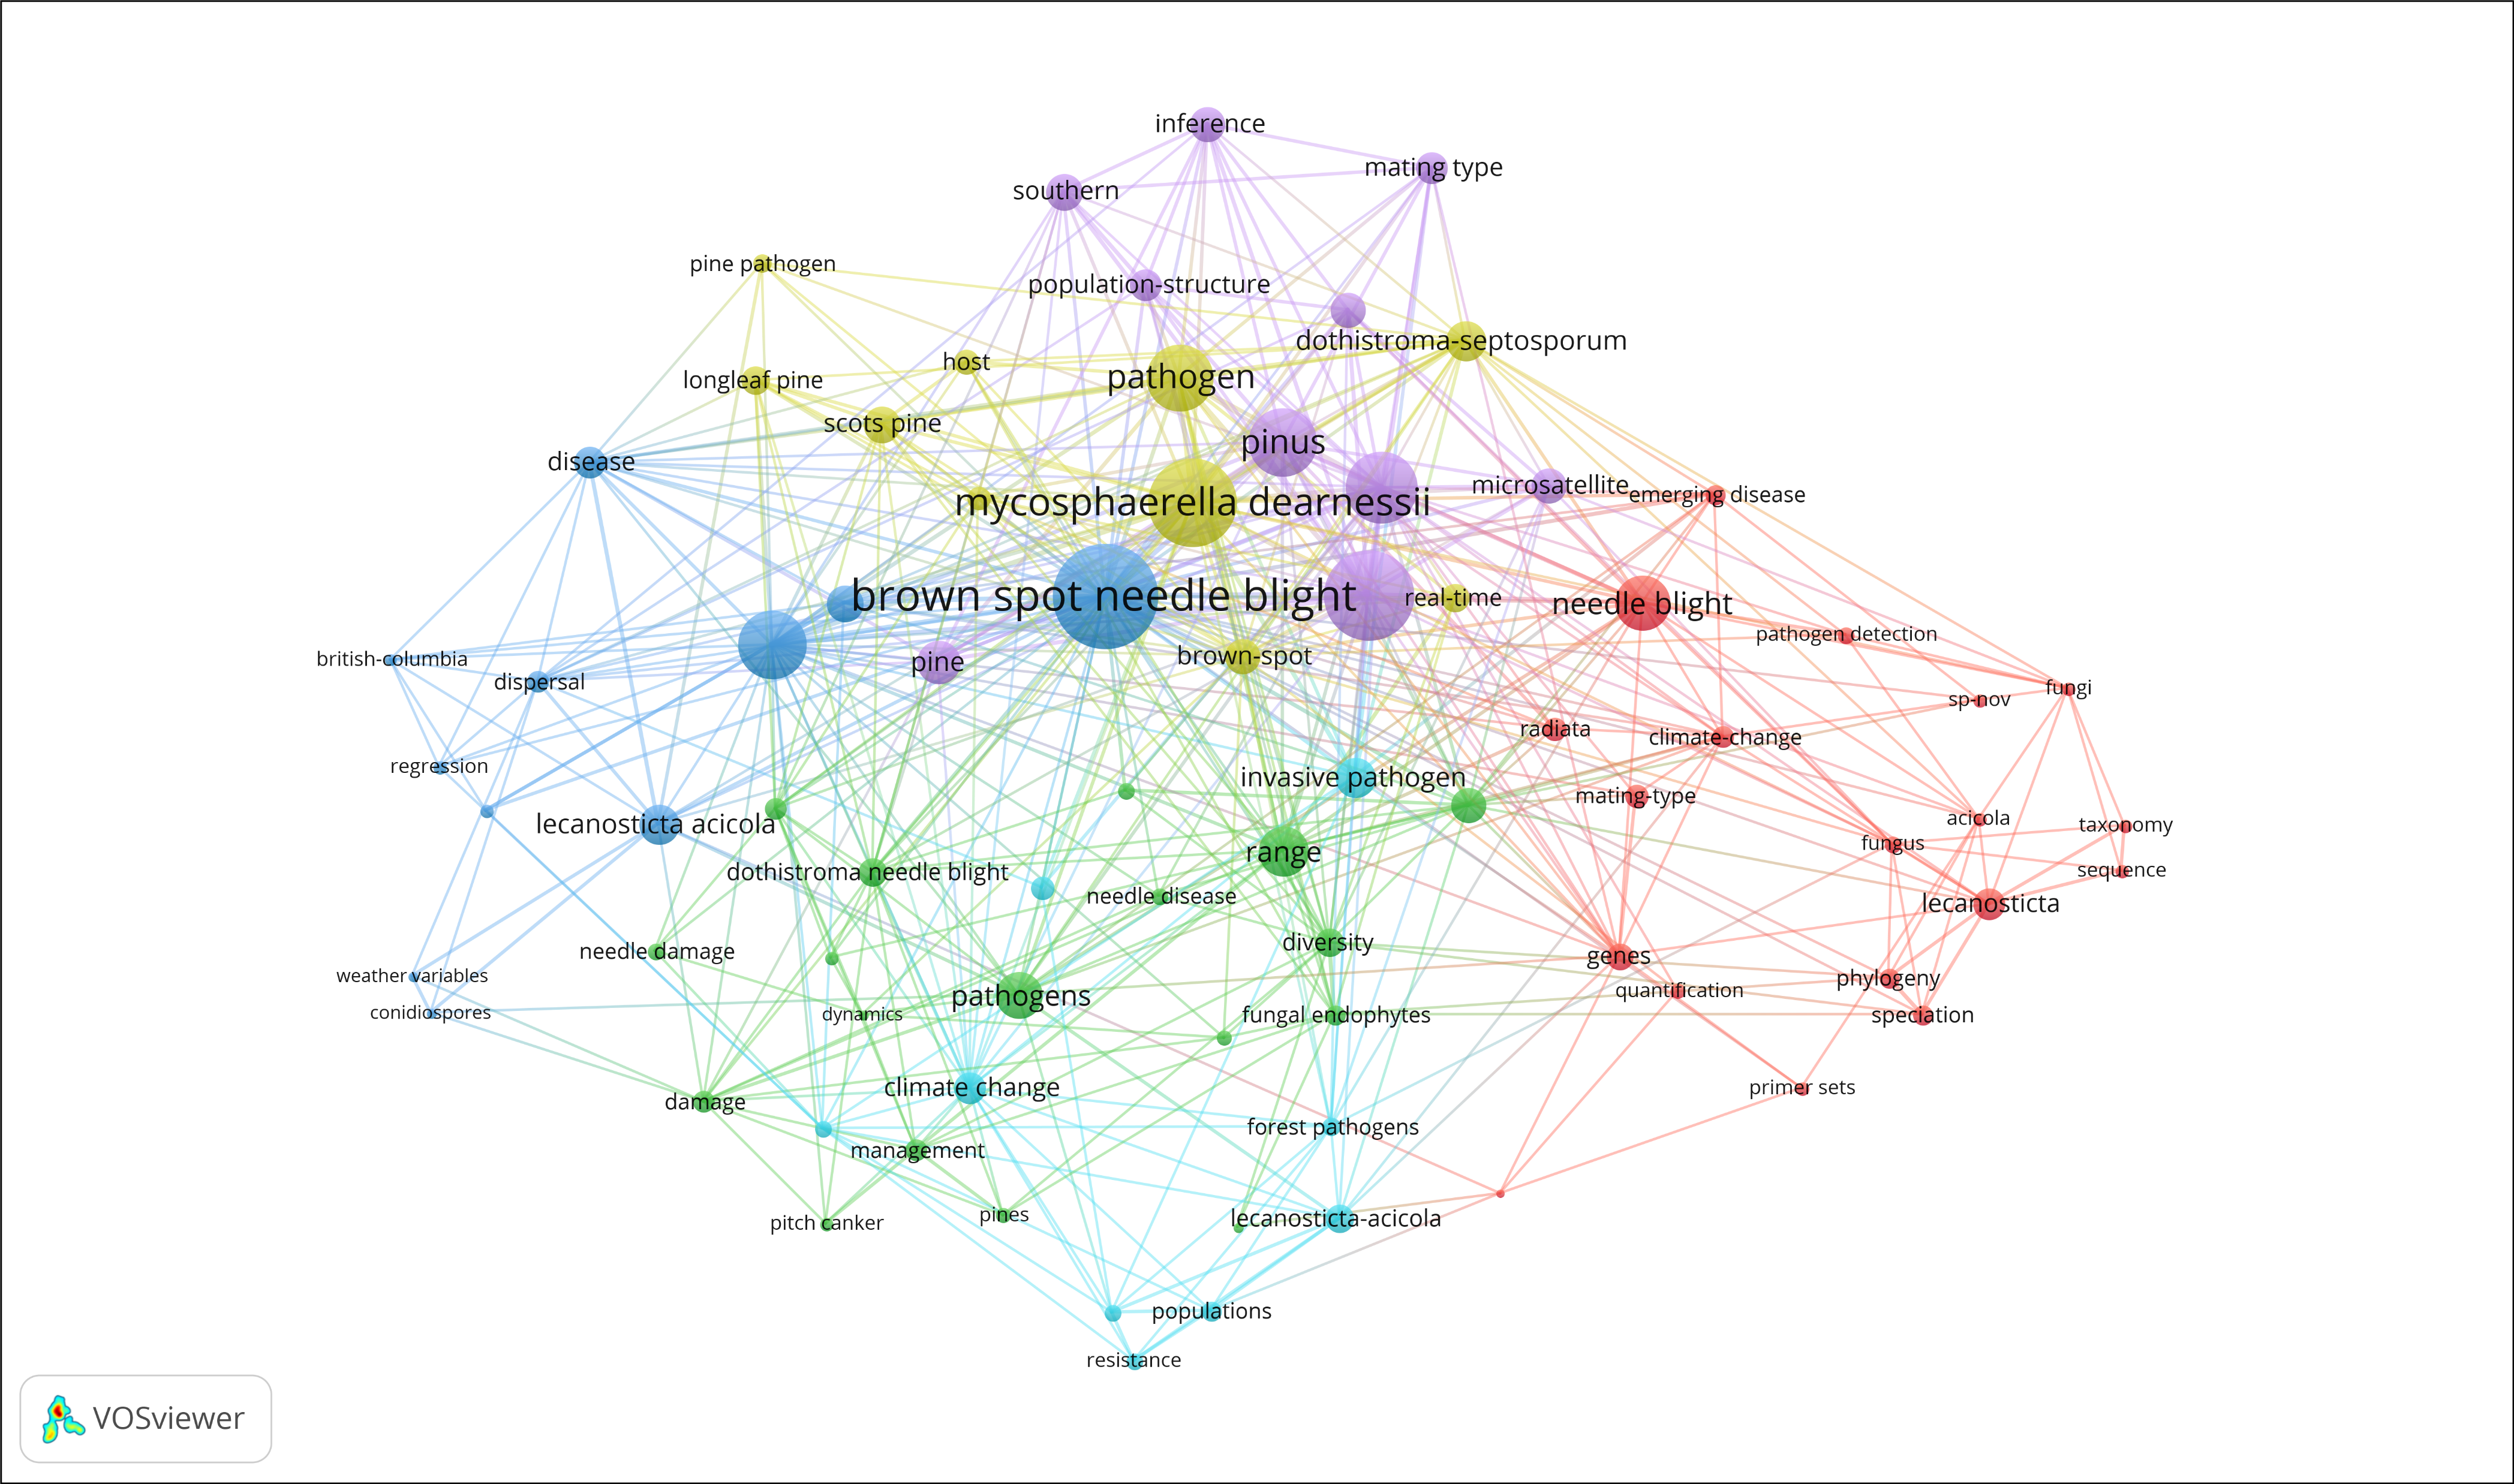 inference
mating type
southern
pine pathogen
population-structure
dothistroma-septosporum
host
pathogen
longleaf pine
scots pine
pinus
disease
microsatellite
emerging disease
mycosphaerella dearnessii
brown spot needle blight
real-time
needle blight
pathogen detection
british-columbia
pine
brown-spot
dispersal
fungi
sp-nov
radiata
climate-change
regression
invasive pathogen
mating-type
lecanosticta acicola
acicola
taxonomy
fungus
range
dothistroma needle blight
sequence
needle disease
lecanosticta
diversity
needle damage
genes
weather variables
phylogeny
pathogens
quantification
conidiospores
dynamics
fungal endophytes
speciation
climate change
primer sets
damage
forest pathogens
management
pitch canker
pines
lecanosticta-acicola
populations
resistance
VOSviewer